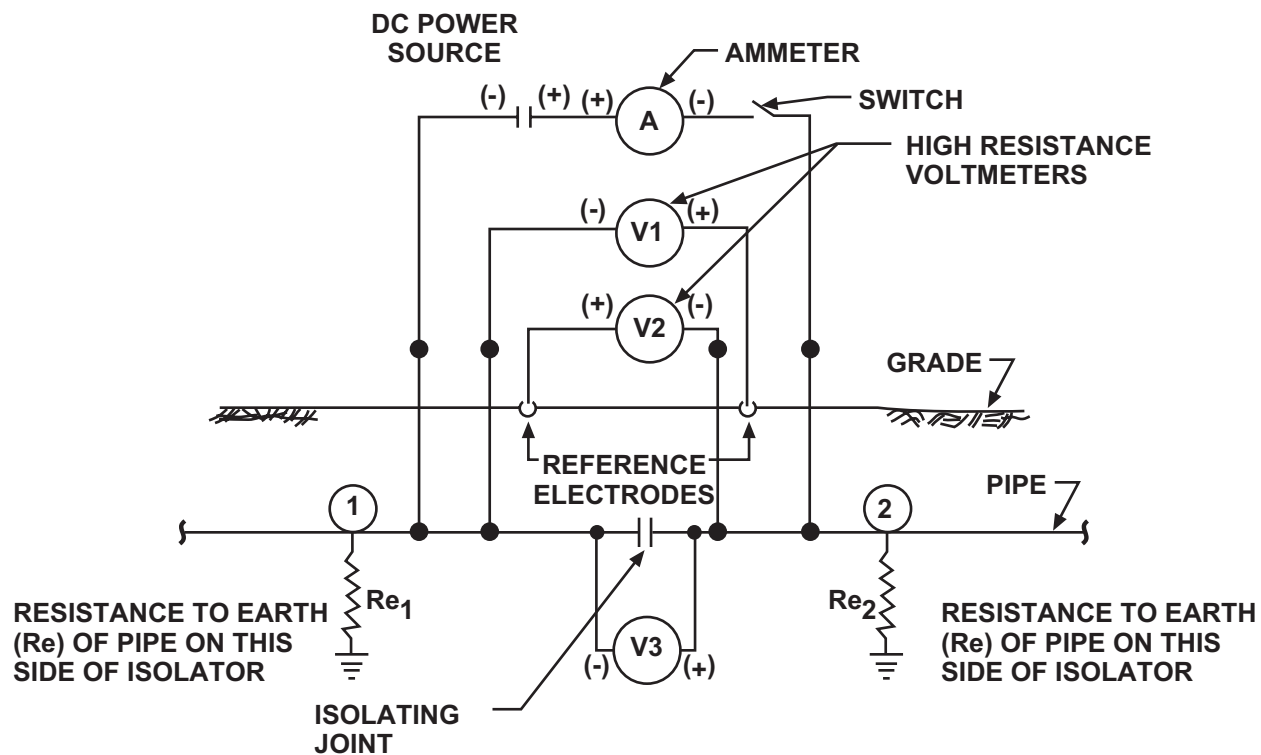 DC POWER
SOURCE
AMMETER
(-)
(+)
(+)
A
(-)
SWITCH
HIGH RESISTANCE
VOLTMETERS
(-)
V1
(+)
(+)
V2
(-)
GRADE
REFERENCE
ELECTRODES
PIPE
1
2
Re1
Re2
RESISTANCE TO EARTH
(Re) OF PIPE ON THIS
SIDE OF ISOLATOR
RESISTANCE TO EARTH
(Re) OF PIPE ON THIS
SIDE OF ISOLATOR
(-)
V3
(+)
ISOLATING
JOINT